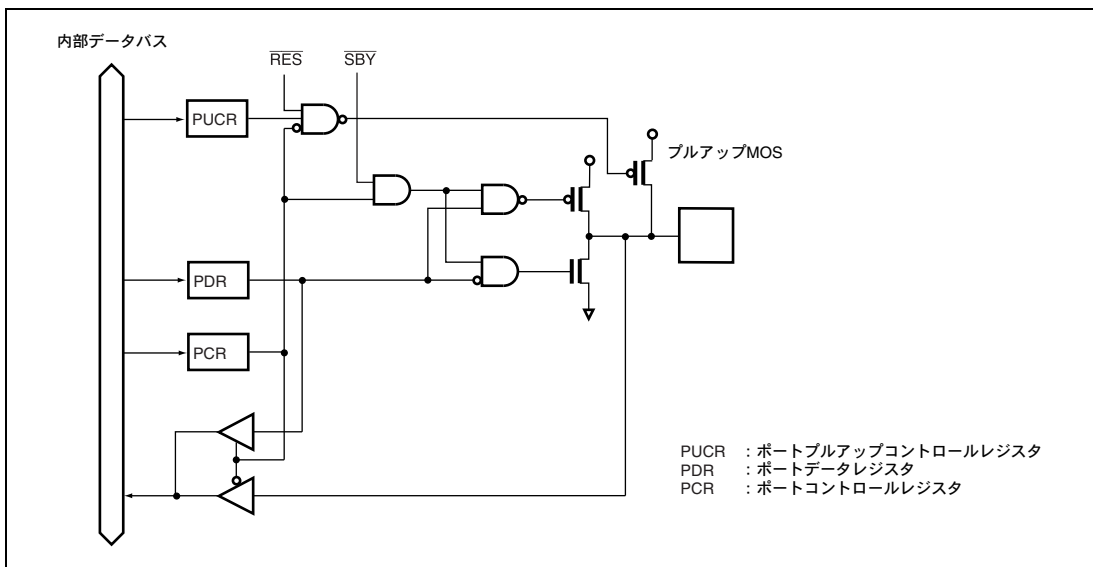 内部データバス
RES
SBY
PUCR
プルアップMOS
PDR
PCR
PUCR :ポートプルアップコントロールレジスタ
PDR :ポートデータレジスタ
PCR :ポートコントロールレジスタ